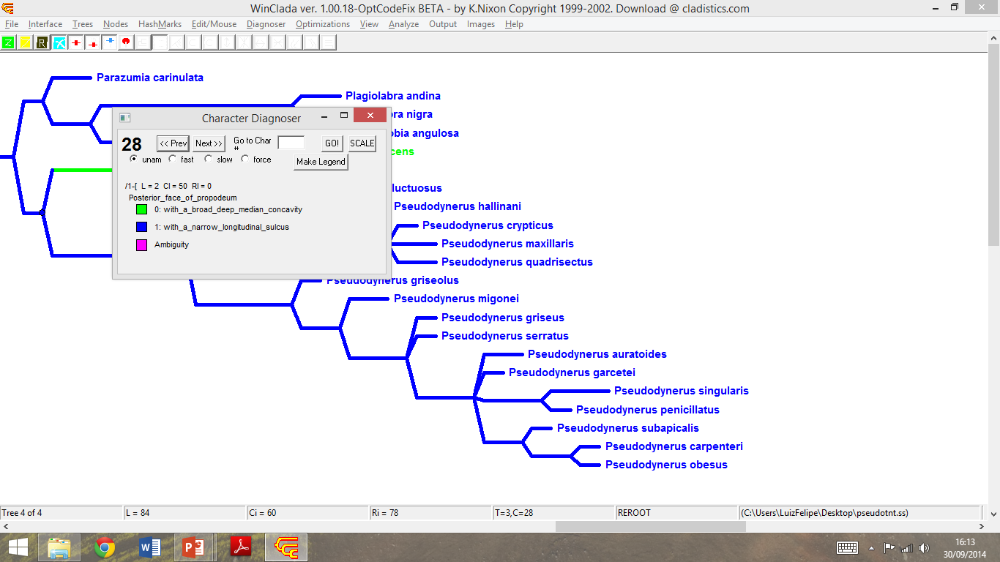 WinClada ver. 1.00.18-OptCodeFix BETA - by K.Nixon Copyright 1999-2002. Download @ cladistics.com
File Interface Trees Nodes HashMarks Edit/Mouse Diagnoser Optimizations View Analyze Output Images Help
Z R
Parazumia carinulata
Plagiolabra andina
bra nigra
obia angulosa
cens
luctuosus
Pseudodynerus hallinani
Pseudodynerus crypticus
Pseudodynerus maxillaris
Pseudodynerus quadrisectus
Pseudodynerus griseolus
Pseudodynerus migonei
Pseudodynerus griseus
Pseudodynerus serratus
Pseudodynerus auratoides
Pseudodynerus garcetei
Pseudodynerus singularis
Pseudodynerus penicillatus
Pseudodynerus subapicalis
Pseudodynerus carpenteri
Pseudodynerus obesus
Character Diagnoser
28 << Prev Next >> Go to Char # GO! SCALE
unam fast slow force Make Legend
/1-[ L = 2 CI = 50 RI = 0
Posterior_face_of_propodeum
0: with_a_broad_deep_median_concavity
1: with_a_narrow_longitudinal_sulcus
Ambiguity
Tree 4 of 4 L = 84 Ci = 60 Ri = 78 T=3,C=28 REROOT (C:\Users\LuizFelipe\Desktop\pseudotnt.ss)
16:13
30/09/2014